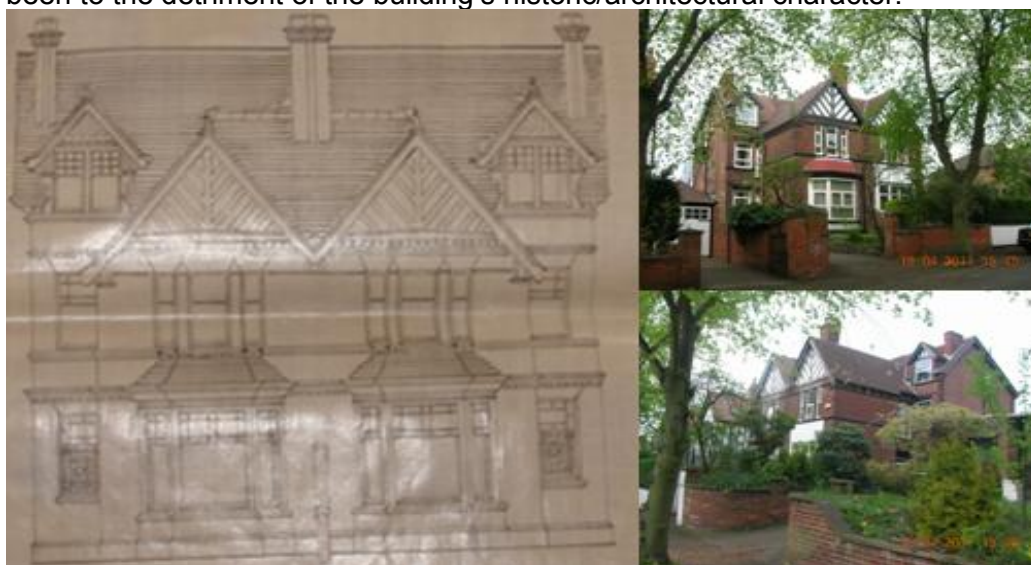 been to the detriment of the building's historic/architectural character.